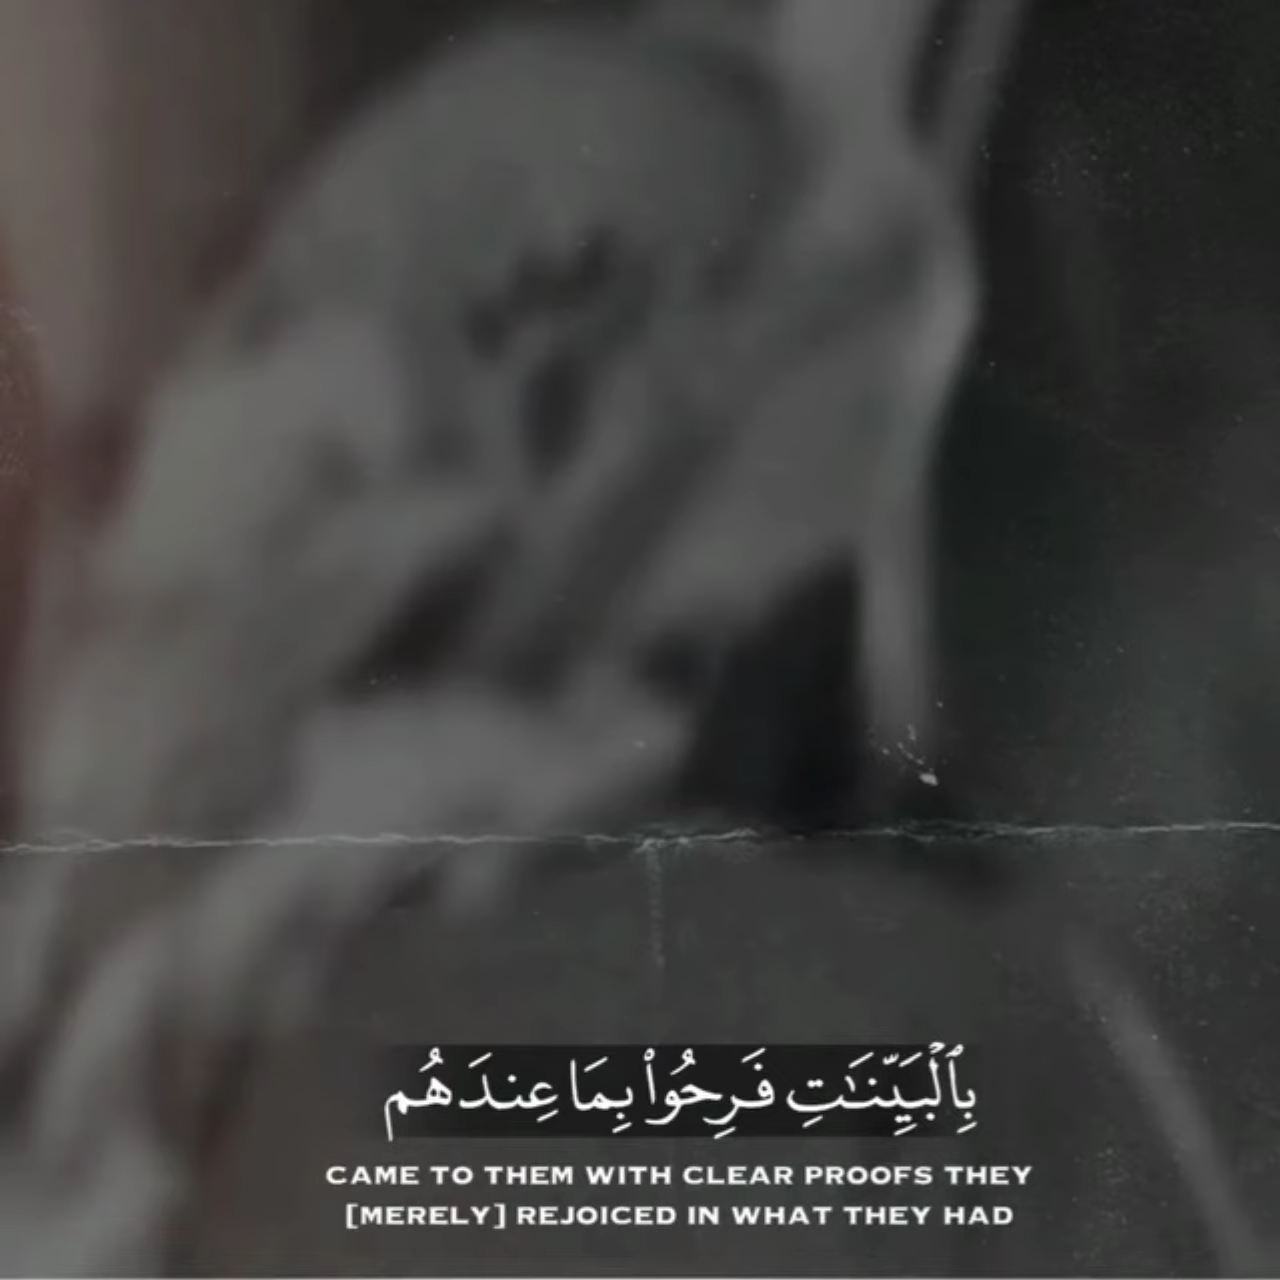 بِٱلْبَيِّنَٰتِ فَرِحُوا۟ بِمَا عِندَهُم
CAME TO THEM WITH CLEAR PROOFS THEY
[MERELY] REJOICED IN WHAT THEY HAD